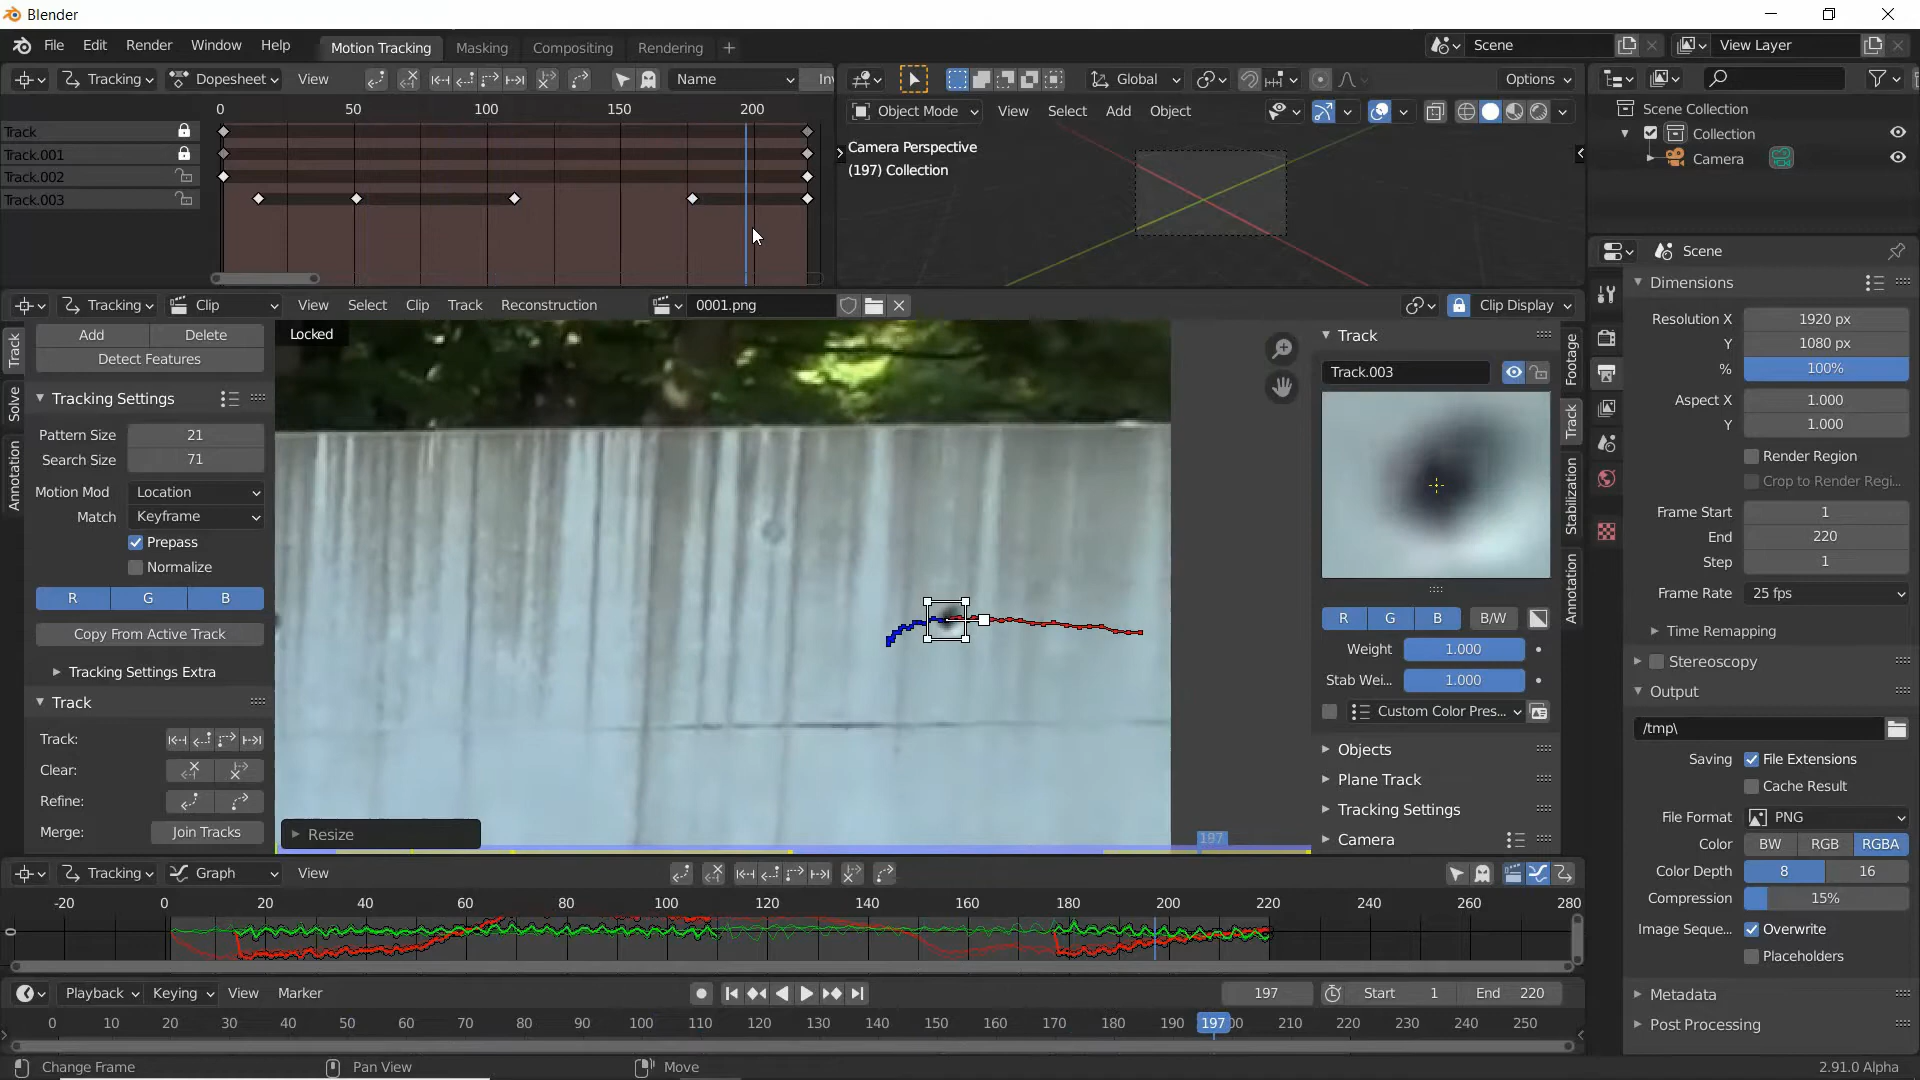 Blender
File Edit Render Window Help Motion Tracking Masking Compositing Rendering Scene View Layer
Tracking Dopesheet View Name Inv
Global Options
0 50 100 150 200
Object Mode View Select Add Object
Scene Collection
Collection
Camera
Track
Track.001
Track.002
Track.003
Camera Perspective
(197) Collection
Scene
Tracking Clip View Select Clip Track Reconstruction 0001.png Clip Display
Track
Solve
Annotation
Add Delete
Detect Features
Tracking Settings
Pattern Size 21
Search Size 71
Motion Mod Location
Match Keyframe
Prepass
Normalize
R G B
Copy From Active Track
Tracking Settings Extra
Track
Track:
Clear:
Refine:
Merge: Join Tracks
Locked
Resize
197
Track
Track.003
R G B B/W
Weight 1.000
Stab Wei... 1.000
Custom Color Pres...
Objects
Plane Track
Tracking Settings
Camera
Footage
Track
Stabilization
Annotation
Dimensions
Resolution X 1920 px
Y 1080 px
% 100%
Aspect X 1.000
Y 1.000
Render Region
Crop to Render Regi...
Frame Start 1
End 220
Step 1
Frame Rate 25 fps
Time Remapping
Stereoscopy
Output
/tmp\
Saving File Extensions
Cache Result
File Format PNG
Color BW RGB RGBA
Color Depth 8 16
Compression 15%
Image Seque... Overwrite
Placeholders
Metadata
Post Processing
Tracking Graph View
-20 0 20 40 60 80 100 120 140 160 180 200 220 240 260 280
0
Playback Keying View Marker 197 Start 1 End 220
0 10 20 30 40 50 60 70 80 90 100 110 120 130 140 150 160 170 180 190 197 00 210 220 230 240 250
Change Frame Pan View Move 2.91.0 Alpha